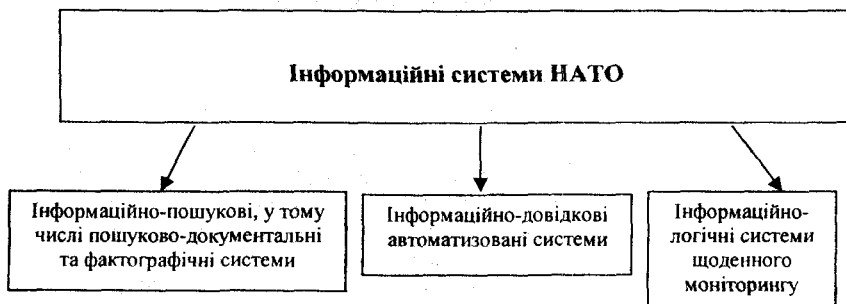 Інформаційні системи НАТО
Інформаційно-пошукові, у тому
числі пошуково-документальні
та фактографічні системи
Інформаційно-довідкові
автоматизовані системи
Інформаційно-
логічні системи
щоденного
моніторингу